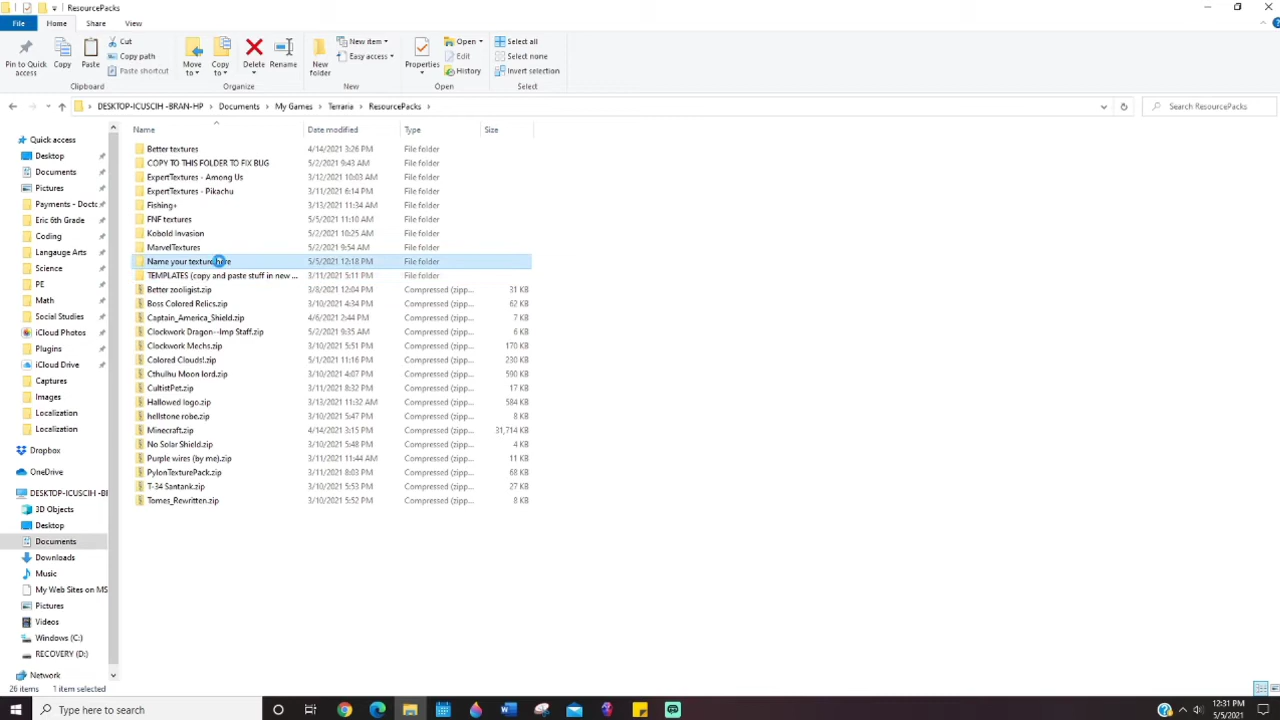 ResourcePacks
File Home Share View
Pin to Quick access
Copy
Paste
Cut
Copy path
Paste shortcut
Clipboard
Move to
Copy to
Delete
Rename
Organize
New folder
New item
Easy access
New
Properties
Open
Edit
History
Open
Select all
Select none
Invert selection
Select
DESKTOP-ICUSCIH -BRAN-HP > Documents > My Games > Terraria > ResourcePacks >
Search ResourcePacks
Name Date modified Type Size
Better textures 4/14/2021 3:26 PM File folder
COPY TO THIS FOLDER TO FIX BUG 5/2/2021 9:43 AM File folder
ExpertTextures - Among Us 3/12/2021 10:03 AM File folder
ExpertTextures - Pikachu 3/11/2021 6:14 PM File folder
Fishing+ 3/13/2021 11:34 AM File folder
FNF textures 5/5/2021 11:10 AM File folder
Kobold Invasion 5/2/2021 10:25 AM File folder
MarvelTextures 5/2/2021 9:54 AM File folder
Name your texture here 5/5/2021 12:18 PM File folder
TEMPLATES (copy and paste stuff in new ... 3/11/2021 5:11 PM File folder
Better zooligist.zip 3/8/2021 12:04 PM Compressed (zipp... 31 KB
Boss Colored Relics.zip 3/10/2021 4:34 PM Compressed (zipp... 62 KB
Captain_America_Shield.zip 4/6/2021 2:44 PM Compressed (zipp... 7 KB
Clockwork Dragon--Imp Staff.zip 5/2/2021 9:35 AM Compressed (zipp... 6 KB
Clockwork Mechs.zip 3/10/2021 5:51 PM Compressed (zipp... 170 KB
Colored Clouds!.zip 5/1/2021 11:16 PM Compressed (zipp... 230 KB
Cthulhu Moon lord.zip 3/10/2021 4:07 PM Compressed (zipp... 590 KB
CultistPet.zip 3/11/2021 8:32 PM Compressed (zipp... 17 KB
Hallowed logo.zip 3/13/2021 11:32 AM Compressed (zipp... 584 KB
hellstone robe.zip 3/10/2021 5:47 PM Compressed (zipp... 8 KB
Minecraft.zip 4/14/2021 3:15 PM Compressed (zipp... 31,714 KB
No Solar Shield.zip 3/10/2021 5:48 PM Compressed (zipp... 4 KB
Purple wires (by me).zip 3/11/2021 11:44 AM Compressed (zipp... 11 KB
PylonTexturePack.zip 3/11/2021 8:03 PM Compressed (zipp... 68 KB
T-34 Santank.zip 3/10/2021 5:53 PM Compressed (zipp... 27 KB
Tomes_Rewritten.zip 3/10/2021 5:52 PM Compressed (zipp... 8 KB
Quick access
Desktop
Documents
Pictures
Payments - Docto
Eric 6th Grade
Coding
Langauge Arts
Science
PE
Math
Social Studies
iCloud Photos
Plugins
iCloud Drive
Captures
Images
Localization
Localization
Dropbox
OneDrive
DESKTOP-ICUSCIH -BI
3D Objects
Desktop
Documents
Downloads
Music
My Web Sites on MS
Pictures
Videos
Windows (C:)
RECOVERY (D:)
Network
26 items 1 item selected
Type here to search
12:31 PM
5/5/2021